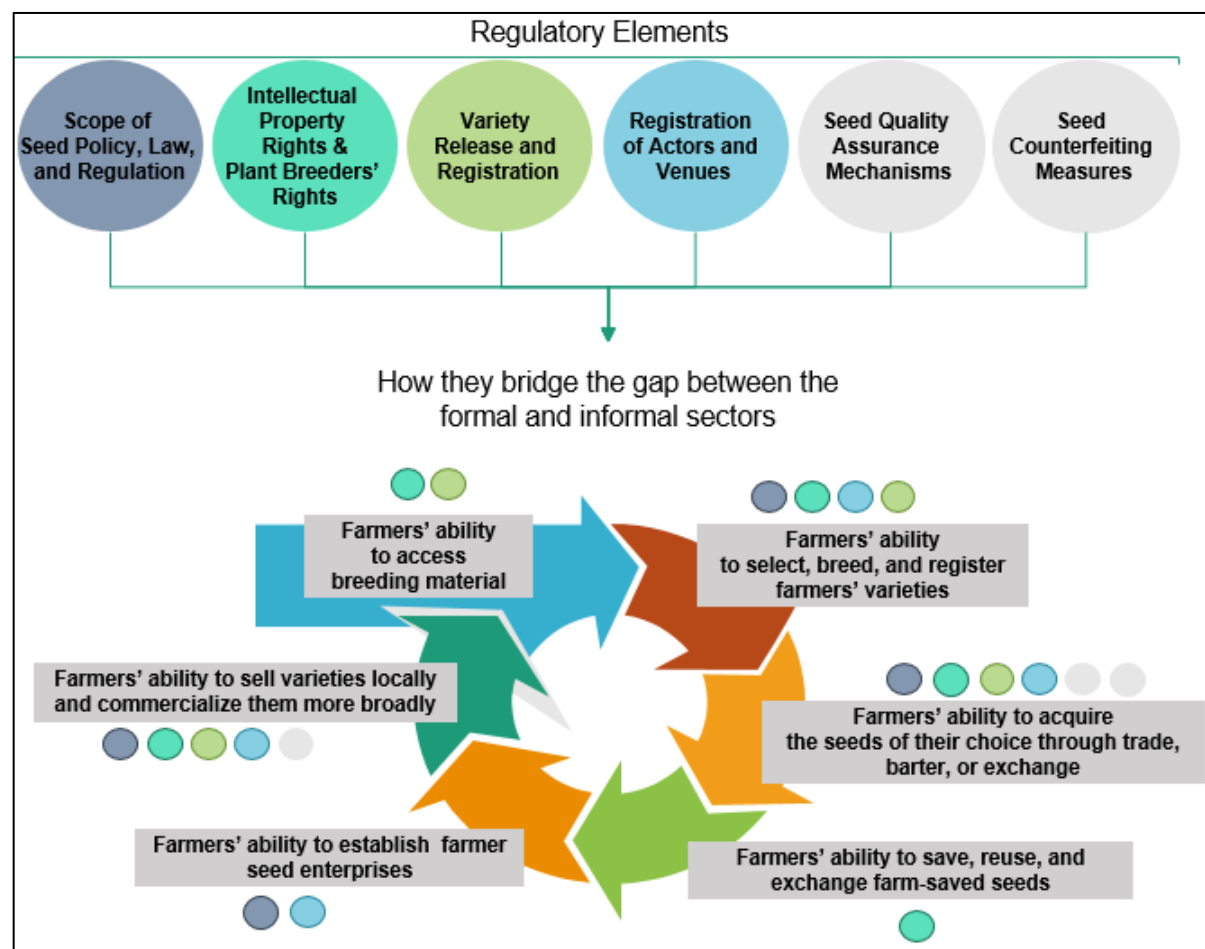 Regulatory Elements
Scope of
Seed Policy, Law,
and Regulation
Intellectual
Property
Rights &
Plant Breeders’
Rights
Variety
Release and
Registration
Registration
of Actors and
Venues
Seed Quality
Assurance
Mechanisms
Seed
Counterfeiting
Measures
How they bridge the gap between the
formal and informal sectors
Farmers’ ability
to access
breeding material
Farmers’ ability
to select, breed, and register
farmers’ varieties
Farmers’ ability to sell varieties locally
and commercialize them more broadly
Farmers’ ability to acquire
the seeds of their choice through trade,
barter, or exchange
Farmers’ ability to establish farmer
seed enterprises
Farmers’ ability to save, reuse, and
exchange farm-saved seeds